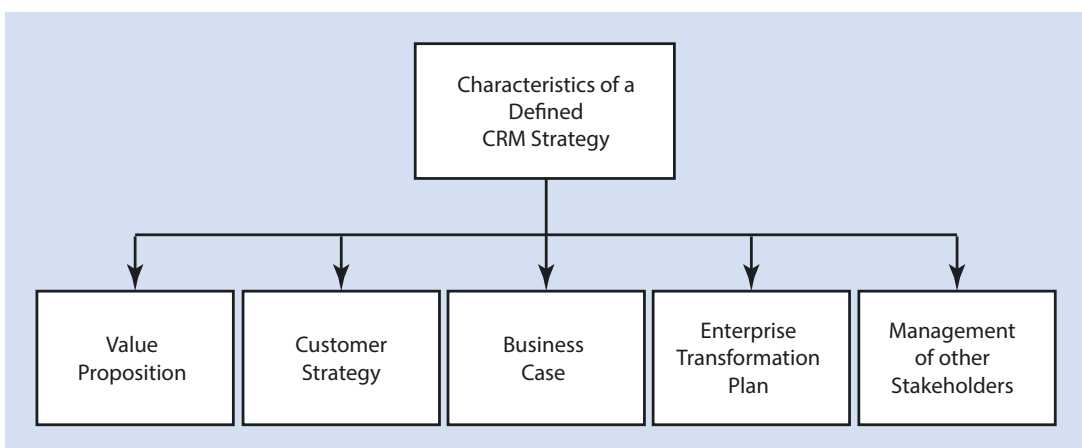 Characteristics of a
Defined
CRM Strategy
Value
Proposition
Customer
Strategy
Business
Case
Enterprise
Transformation
Plan
Management
of other
Stakeholders